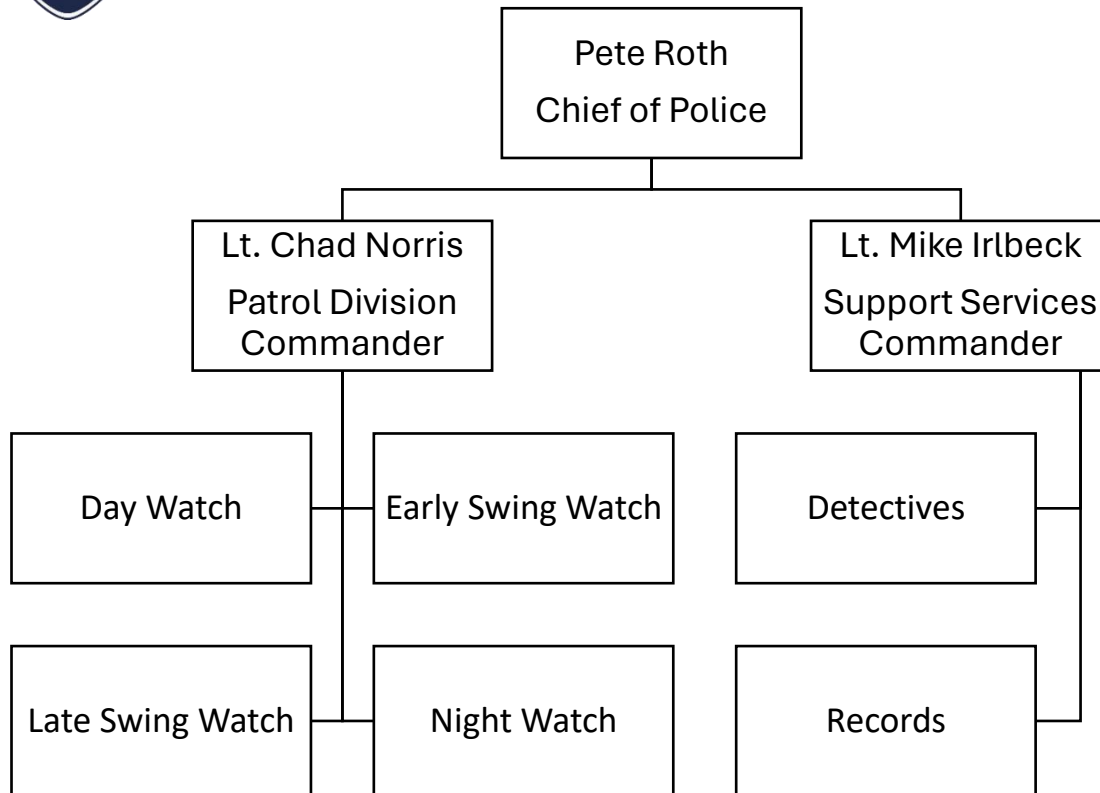 Pete Roth
Chief of Police
Lt. Chad Norris
Patrol Division
Commander
Lt. Mike Irlbeck
Support Services
Commander
Day Watch
Early Swing Watch
Detectives
Late Swing Watch
Night Watch
Records